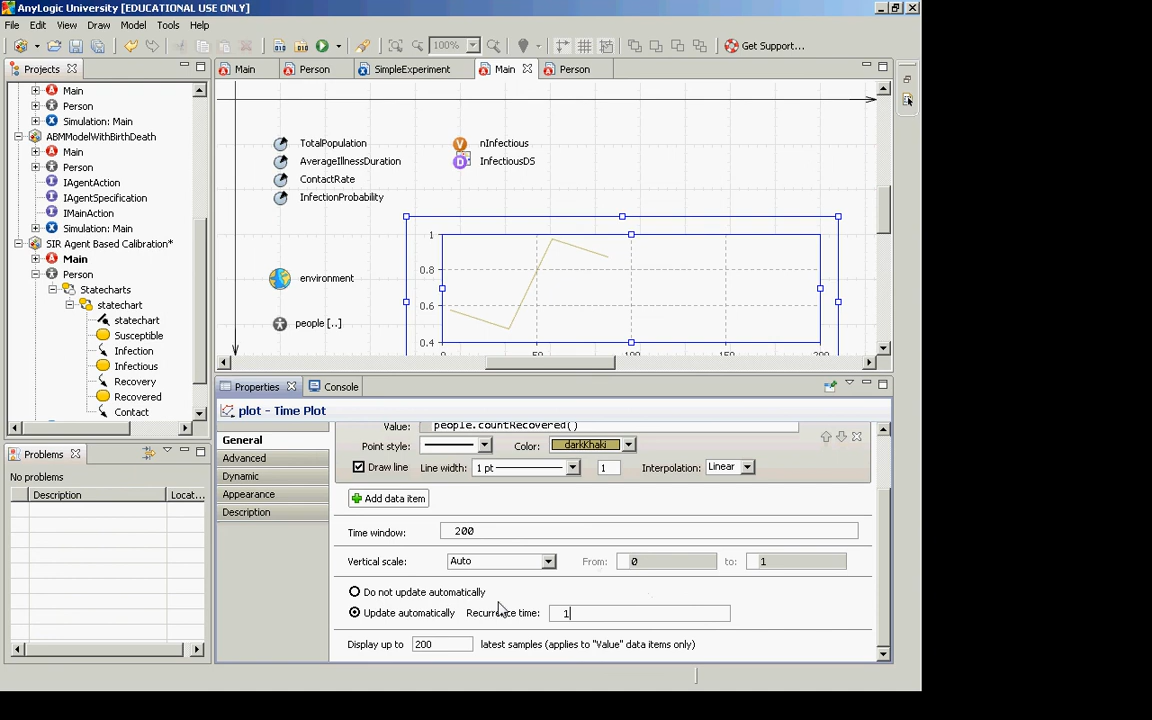 AnyLogic University [EDUCATIONAL USE ONLY]
File Edit View Draw Model Tools Help
100% Get Support...
Projects
Main Person SimpleExperiment Main Person
Main
Person
Simulation: Main
ABMModelWithBirthDeath
Main
Person
IAgentAction
IAgentSpecification
IMainAction
Simulation: Main
SIR Agent Based Calibration*
Main
Person
Statecharts
statechart
statechart
Susceptible
Infection
Infectious
Recovery
Recovered
Contact
TotalPopulation
AverageIllnessDuration
ContactRate
InfectionProbability
nInfectious
InfectiousDS
environment
people [..]
1
0.8
0.6
0.4
0 50 100 150 200
Problems
No problems
Description Locat...
Properties Console
plot - Time Plot
General
Advanced
Dynamic
Appearance
Description
Value: people.countRecovered()
Point style: Color: darkKhaki
Draw line Line width: 1 pt 1 Interpolation: Linear
Add data item
Time window: 200
Vertical scale: Auto From: 0 to: 1
Do not update automatically
Update automatically Recurrence time: 1
Display up to 200 latest samples (applies to "Value" data items only)